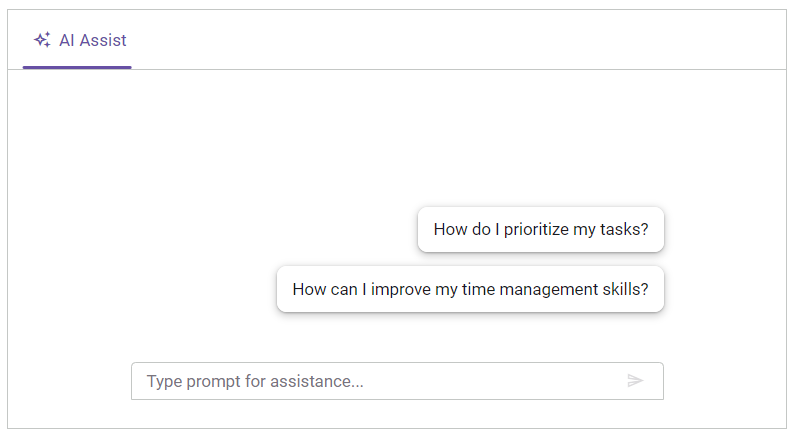 AI Assist
How do I prioritize my tasks?
How can I improve my time management skills?
Type prompt for assistance...